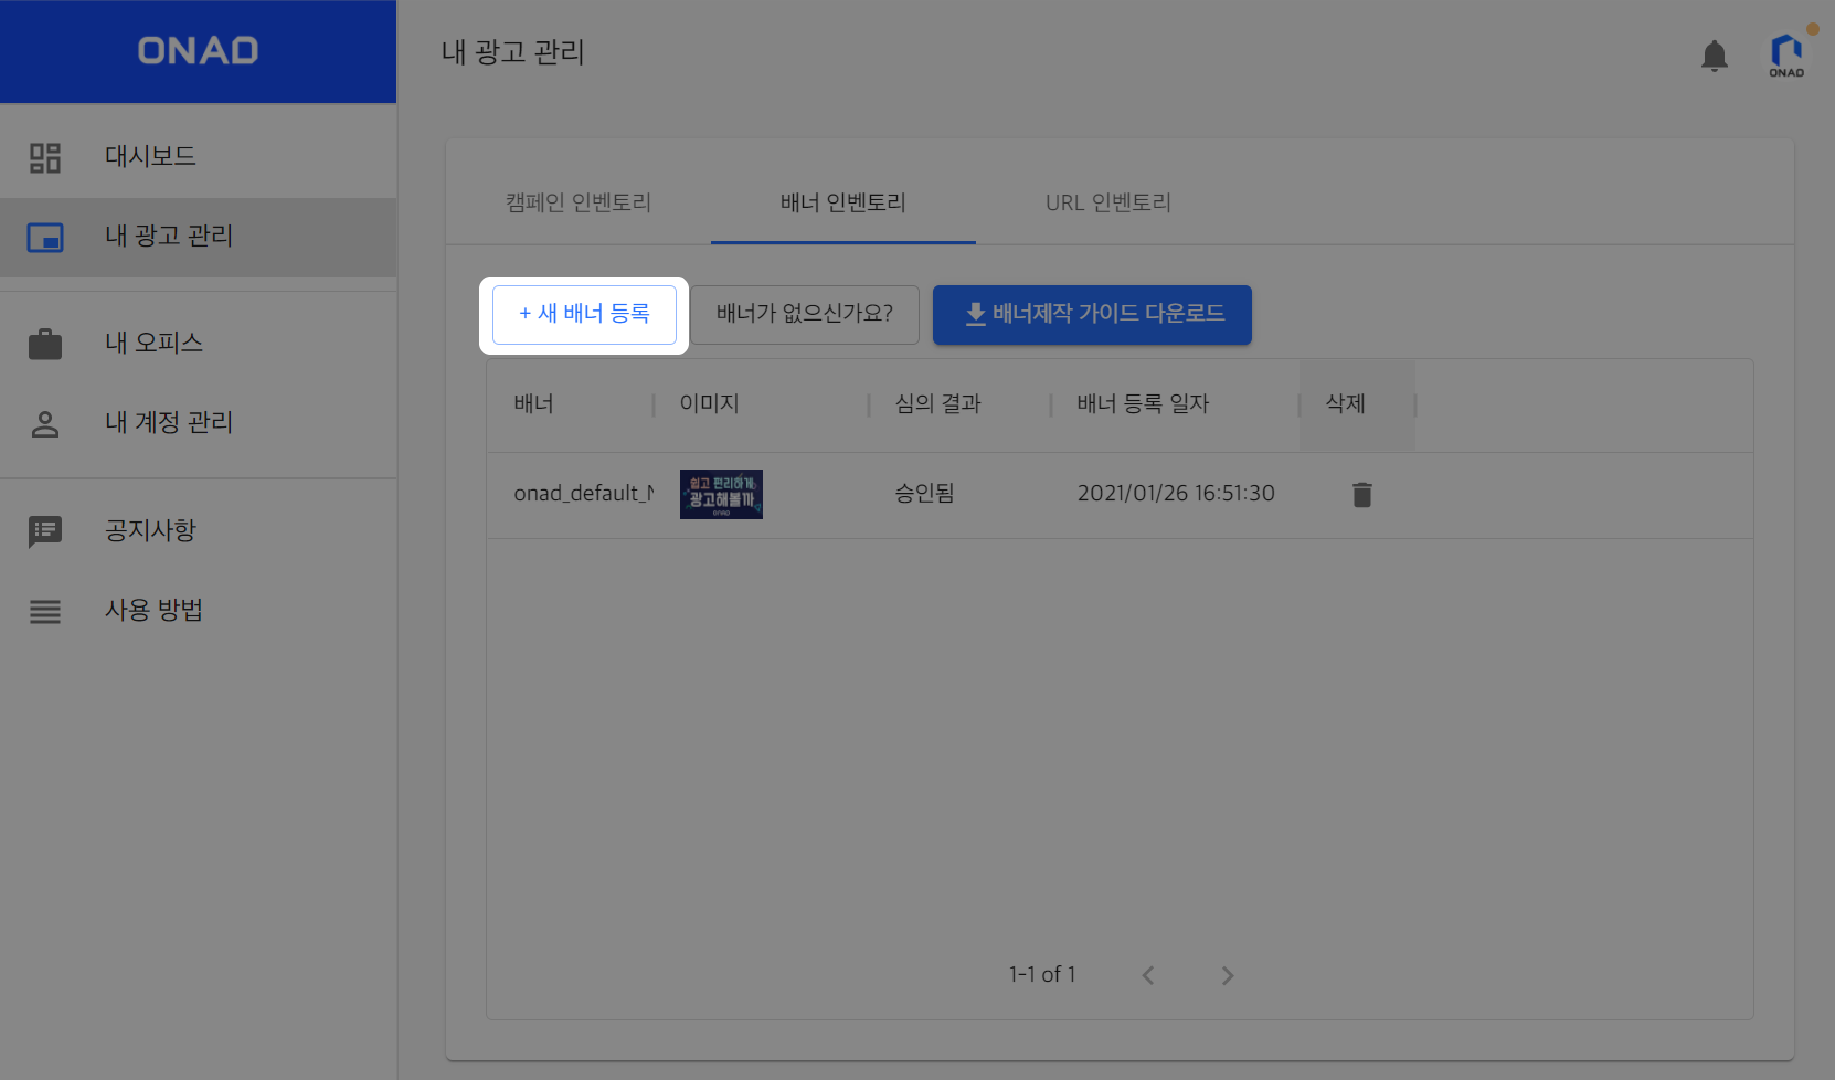 ONAD
내 광고 관리
ONAD
대시보드
내 광고 관리
내 오피스
내 계정 관리
공지사항
사용 방법
캠페인 인벤토리
배너 인벤토리
URL 인벤토리
+ 새 배너 등록
배너가 없으신가요?
배너제작 가이드 다운로드
배너 이미지 심의 결과 배너 등록 일자 삭제
onad_default_ 승인됨 2021/01/26 16:51:30
쉽고 편리하게
광고해볼까
ONAD
1-1 of 1